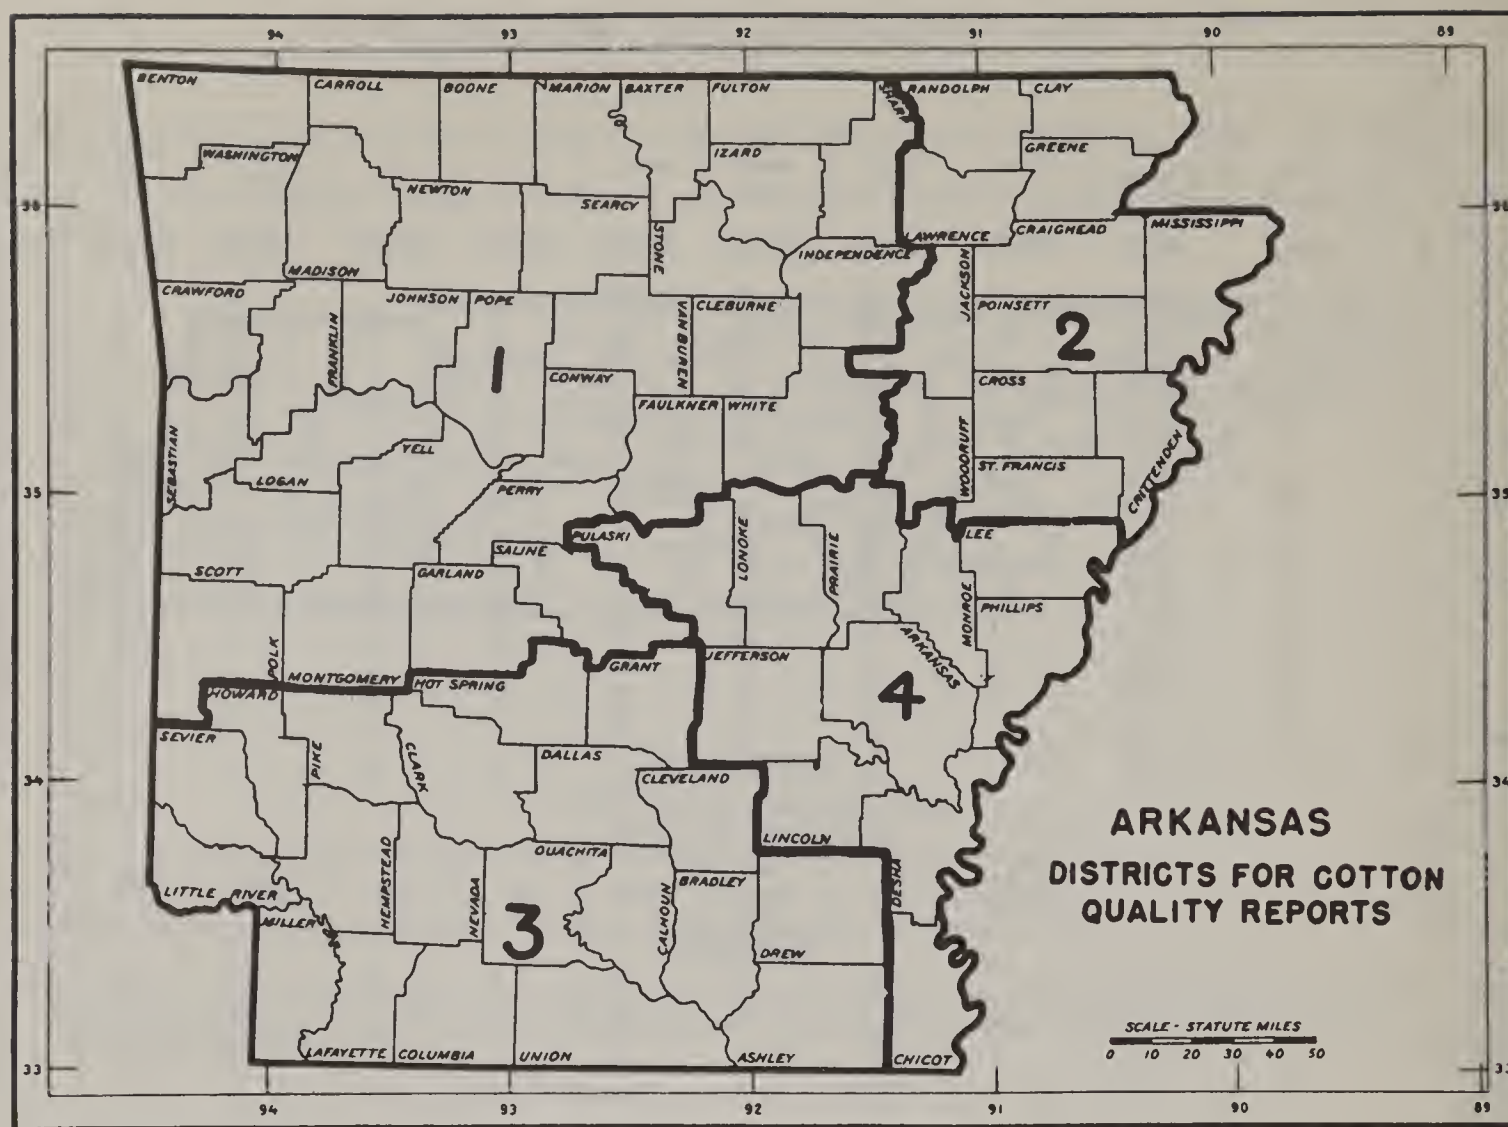 94 93 92 91 90 89
BENTON CARROLL BOONE MARION BAXTER FULTON SHARP RANDOLPH CLAY
WASHINGTON IZARD GREENE
NEWTON
36 SEARCY 36
STONE LAWRENCE CRAIGHEAD MISSISSIPPI
MADISON INDEPENDENCE JACKSON
CRAWFORD JOHNSON POPE VAN BUREN CLEBURNE POINSETT
FRANKLIN 1 2
CONWAY CROSS
FAULKNER WHITE
SEBASTIAN YELL WOODRUFF CRITTENDEN
LOGAN ST. FRANCIS
35 PERRY 35
PULASKI LONOKE PRAIRIE LEE
SALINE
SCOTT GARLAND MONROE PHILLIPS
POLK ARKANSAS
MONTGOMERY HOT SPRING GRANT JEFFERSON
HOWARD 4
SEVIER PIKE CLARK DALLAS
34 CLEVELAND 34
ARKANSAS
HEMPSTEAD OUACHITA LINCOLN
DISTRICTS FOR COTTON
LITTLE RIVER NEVADA CALHOUN BRADLEY DESHA
QUALITY REPORTS
MILLER 3
DREW
SCALE - STATUTE MILES
0 10 20 30 40 50
LAFAYETTE COLUMBIA UNION ASHLEY CHICOT
33 33
94 93 92 91 90 89